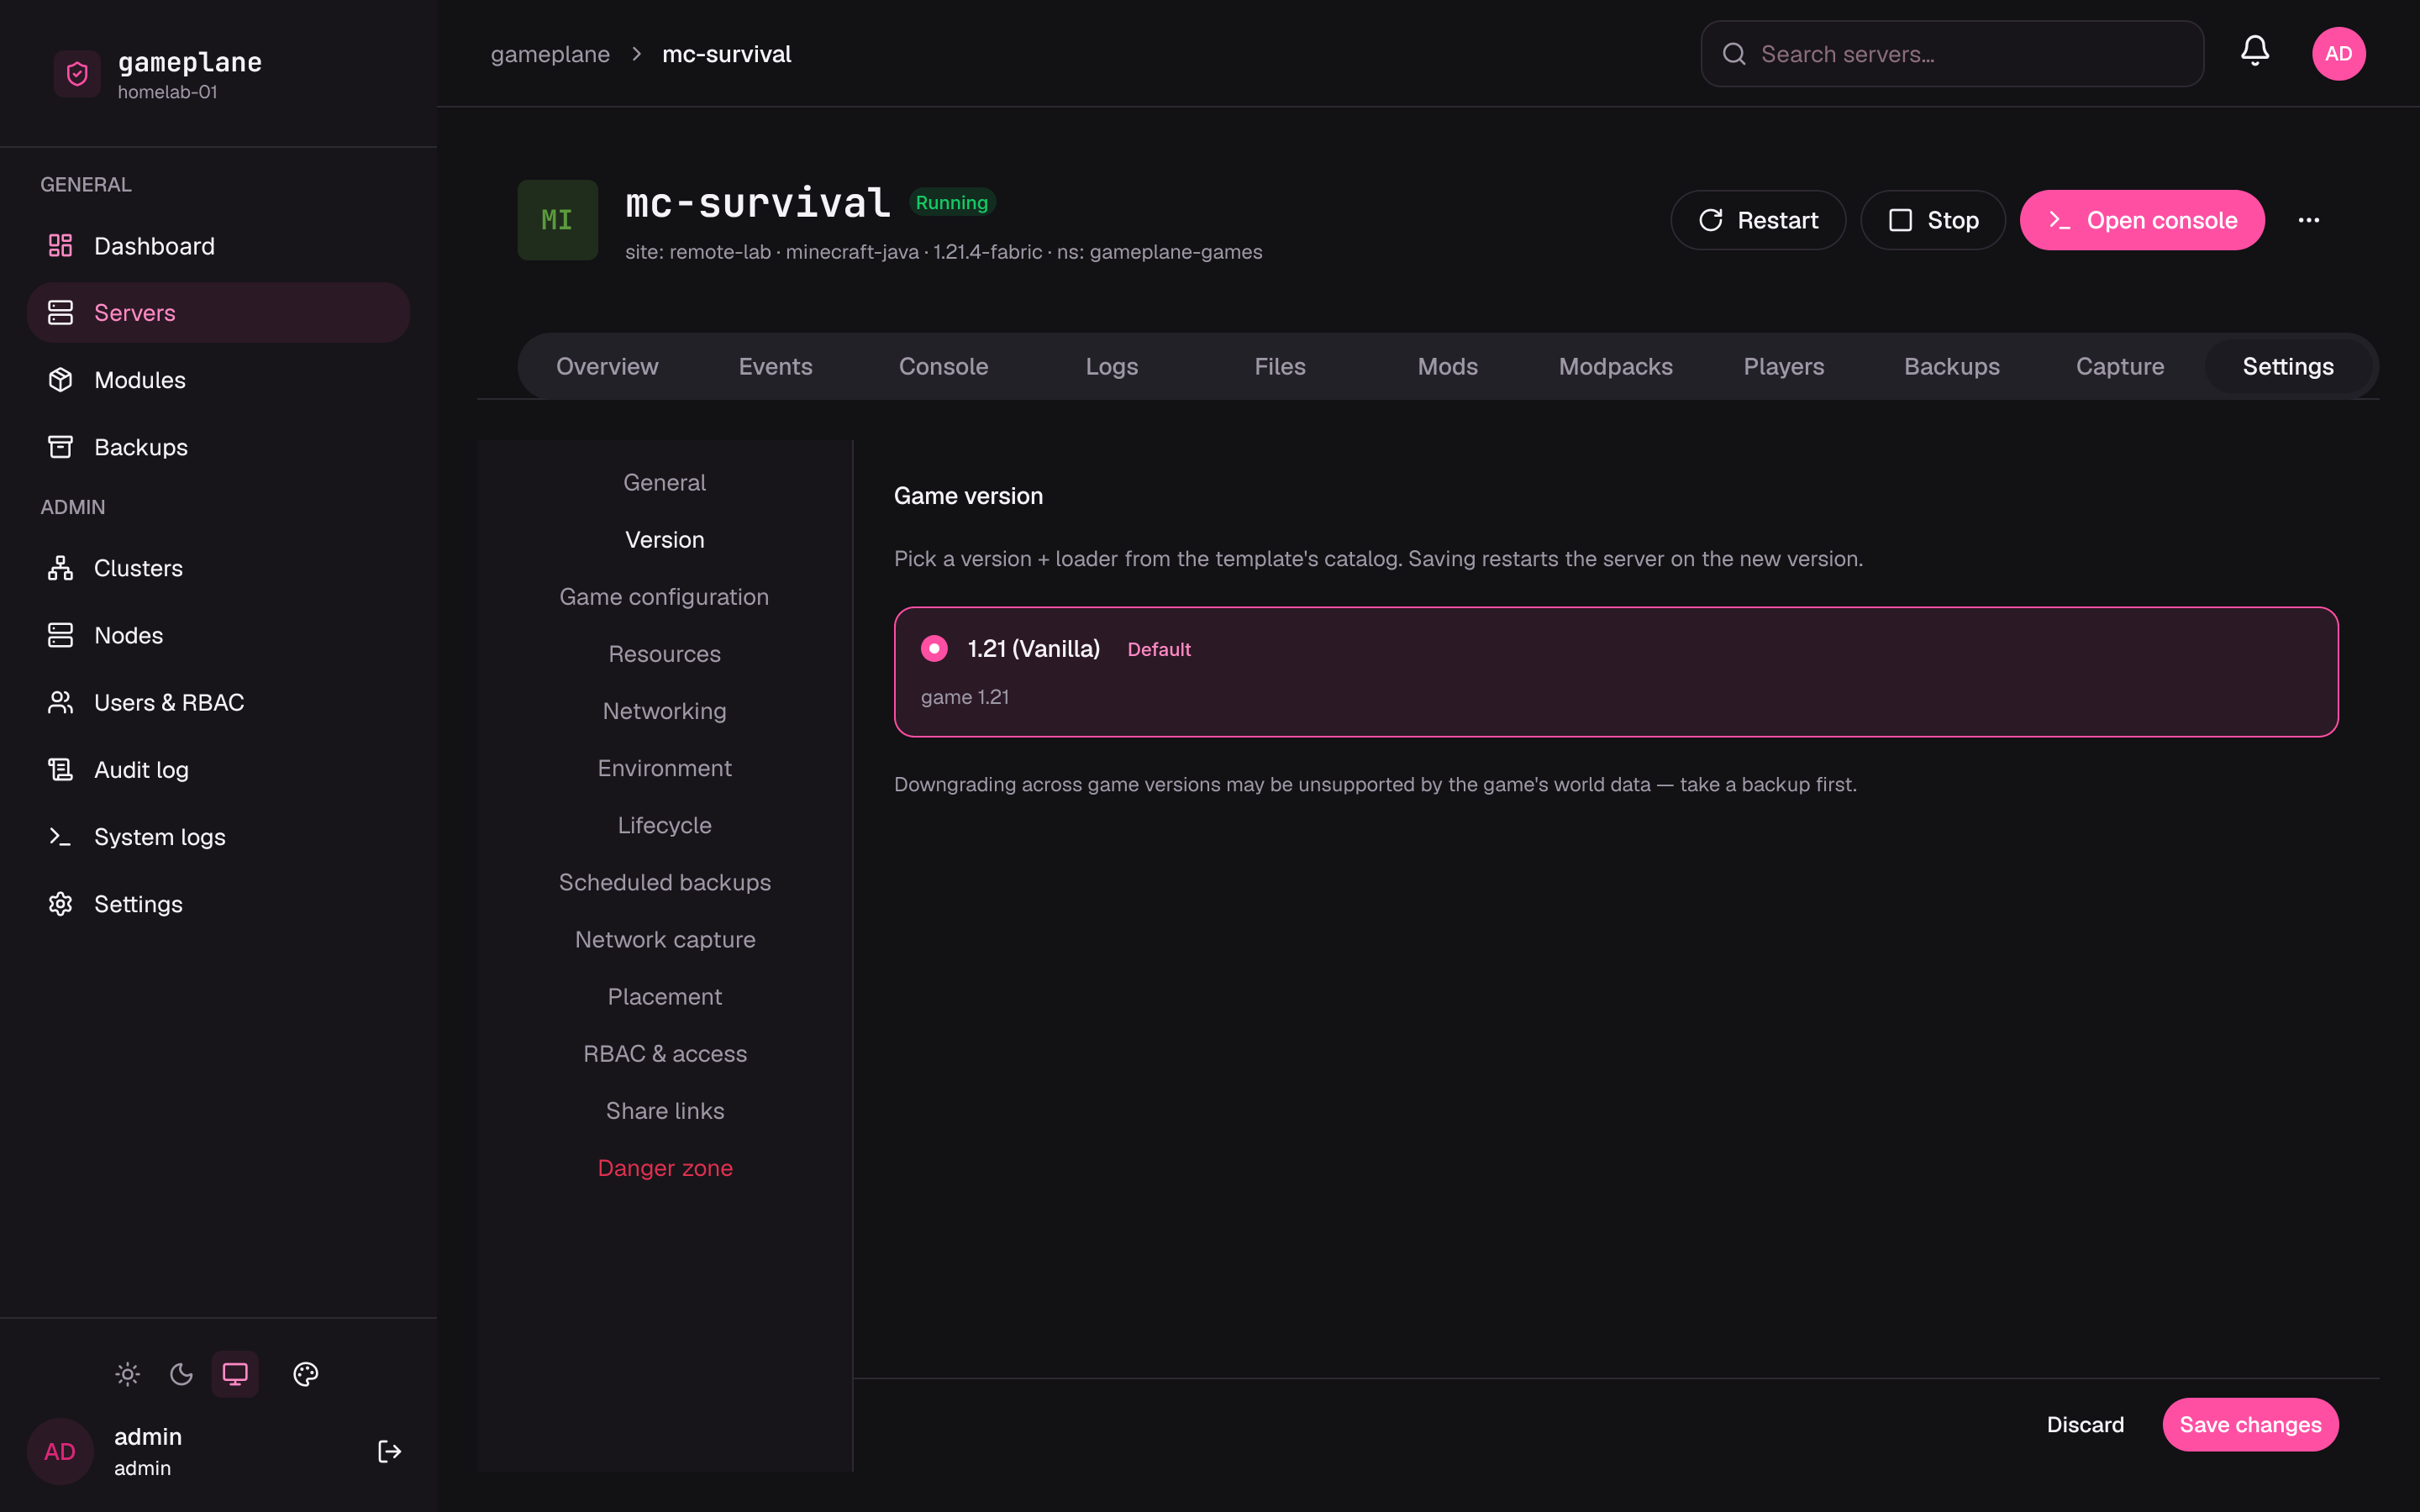 gameplane
homelab-01
GENERAL
Dashboard
Servers
Modules
Backups
ADMIN
Clusters
Nodes
Users & RBAC
Audit log
System logs
Settings
AD
admin
admin
gameplane > mc-survival
Search servers...
AD
MI
mc-survival
Running
site: remote-lab · minecraft-java · 1.21.4-fabric · ns: gameplane-games
Restart
Stop
Open console
Overview
Events
Console
Logs
Files
Mods
Modpacks
Players
Backups
Capture
Settings
General
Version
Game configuration
Resources
Networking
Environment
Lifecycle
Scheduled backups
Network capture
Placement
RBAC & access
Share links
Danger zone
Game version
Pick a version + loader from the template's catalog. Saving restarts the server on the new version.
1.21 (Vanilla) Default
game 1.21
Downgrading across game versions may be unsupported by the game's world data — take a backup first.
Discard
Save changes